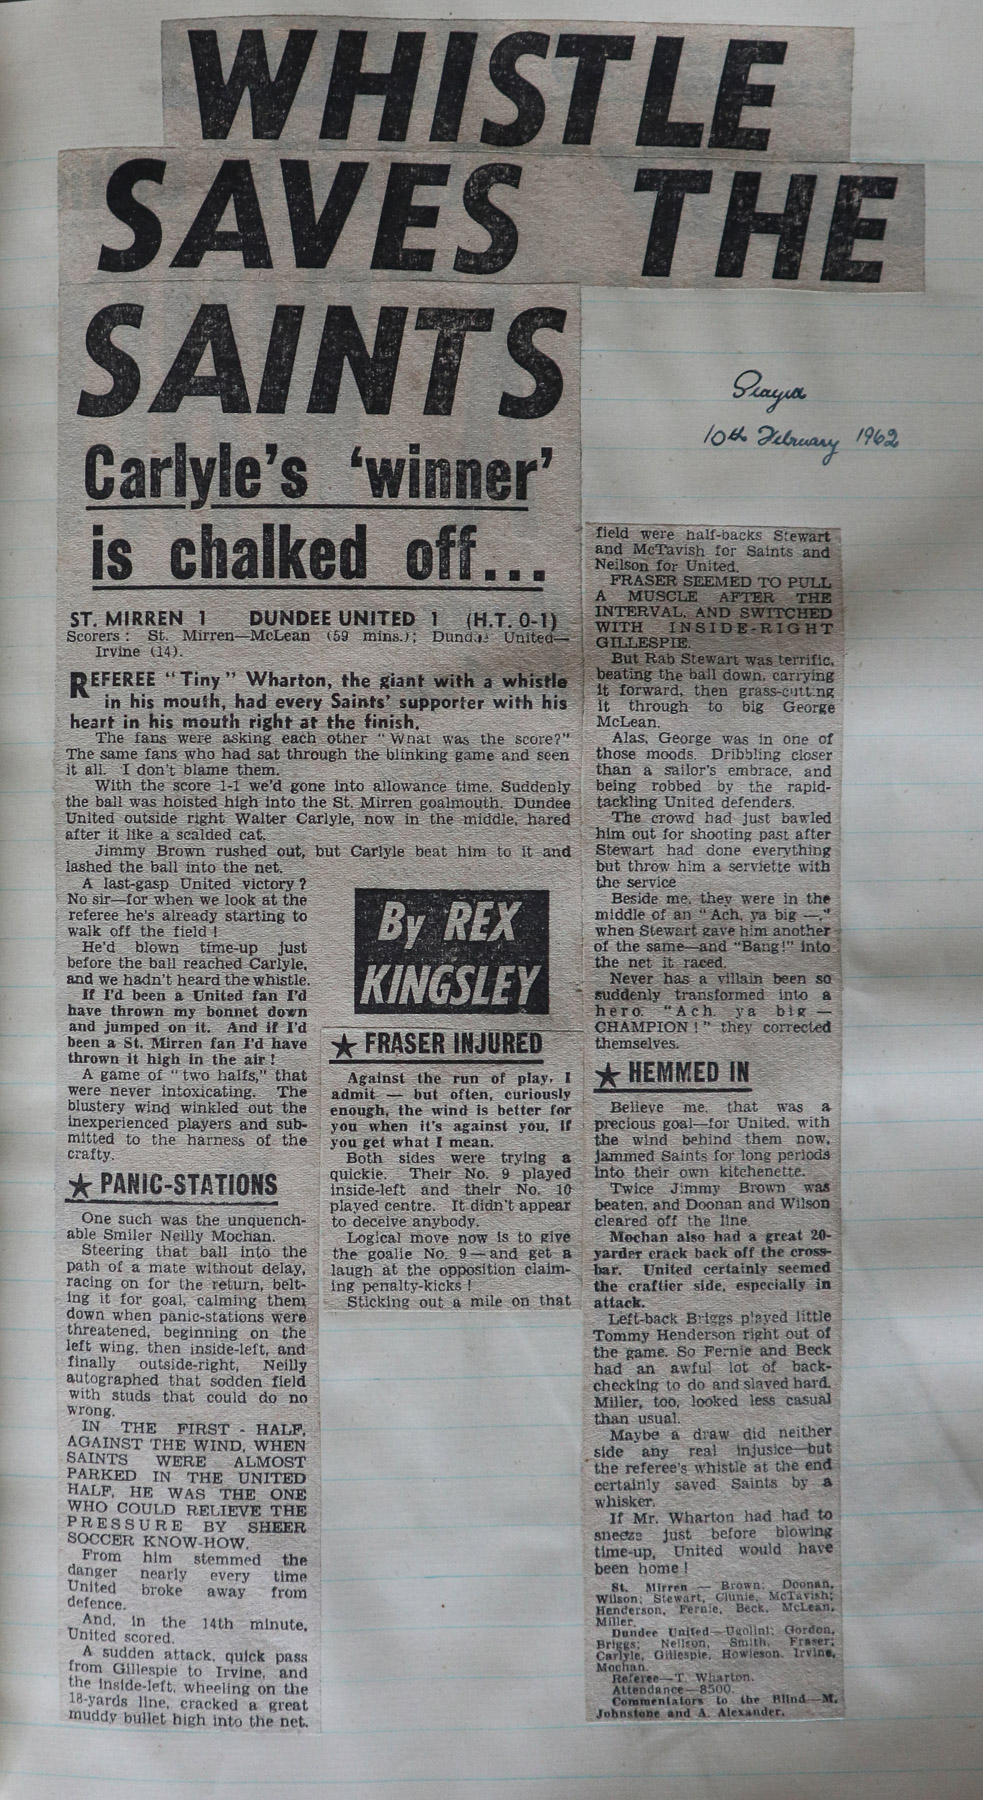 WHISTLE
SAVES THE
SAINTS
Carlyle's 'winner'
is chalked off...
Played
10th February 1962
ST. MIRREN 1 DUNDEE UNITED 1 (H.T. 0-1)
Scorers: St. Mirren—McLean (59 mins.); Dundee United—
Irvine (14).
REFEREE "Tiny" Wharton, the giant with a whistle
in his mouth, had every Saints' supporter with his
heart in his mouth right at the finish.
The fans were asking each other "What was the score?"
The same fans who had sat through the blinking game and seen
it all. I don't blame them.
With the score 1-1 we'd gone into allowance time. Suddenly
the ball was hoisted high into the St. Mirren goalmouth. Dundee
United outside right Walter Carlyle, now in the middle, hared
after it like a scalded cat.
Jimmy Brown rushed out, but Carlyle beat him to it and
lashed the ball into the net.
A last-gasp United victory?
No sir—for when we look at the
referee he's already starting to
walk off the field!
He'd blown time-up just
before the ball reached Carlyle,
and we hadn't heard the whistle.
If I'd been a United fan I'd
have thrown my bonnet down
and jumped on it. And if I'd
been a St. Mirren fan I'd have
thrown it high in the air!
A game of "two halfs," that
were never intoxicating. The
blustery wind winkled out the
inexperienced players and sub-
mitted to the harness of the
crafty.
★ PANIC-STATIONS
One such was the unquench-
able Smiler Neilly Mochan.
Steering that ball into the
path of a mate without delay,
racing on for the return, belt-
ing it for goal, calming them
down when panic-stations were
threatened, beginning on the
left wing, then inside-left, and
finally outside-right, Neilly
autographed that sodden field
with studs that could do no
wrong.
IN THE FIRST - HALF,
AGAINST THE WIND, WHEN
SAINTS WERE ALMOST
PARKED IN THE UNITED
HALF, HE WAS THE ONE
WHO COULD RELIEVE THE
PRESSURE BY SHEER
SOCCER KNOW-HOW.
From him stemmed the
danger nearly every time
United broke away from
defence.
And, in the 14th minute,
United scored.
A sudden attack, quick pass
from Gillespie to Irvine, and
the inside-left, wheeling on the
18-yards line, cracked a great
muddy bullet high into the net.
By REX
KINGSLEY
★ FRASER INJURED
Against the run of play, I
admit — but often, curiously
enough, the wind is better for
you when it's against you, if
you get what I mean.
Both sides were trying a
quickie. Their No. 9 played
inside-left and their No. 10
played centre. It didn't appear
to deceive anybody.
Logical move now is to give
the goalie No. 9—and get a
laugh at the opposition claim-
ing penalty-kicks!
Sticking out a mile on that
field were half-backs Stewart
and McTavish for Saints and
Neilson for United.
FRASER SEEMED TO PULL
A MUSCLE AFTER THE
INTERVAL, AND SWITCHED
WITH INSIDE-RIGHT
GILLESPIE.
But Rab Stewart was terrific,
beating the ball down, carrying
it forward, then grass-cutting
it through to big George
McLean.
Alas, George was in one of
those moods. Dribbling closer
than a sailor's embrace, and
being robbed by the rapid-
tackling United defenders.
The crowd had just bawled
him out for shooting past after
Stewart had done everything
but throw him a serviette with
the service
Beside me, they were in the
middle of an "Ach, ya big —,"
when Stewart gave him another
of the same—and "Bang!" into
the net it raced.
Never has a villain been so
suddenly transformed into a
hero. "Ach. ya big —
CHAMPION!" they corrected
themselves.
★ HEMMED IN
Believe me, that was a
precious goal—for United, with
the wind behind them now,
jammed Saints for long periods
into their own kitchenette.
Twice Jimmy Brown was
beaten, and Doonan and Wilson
cleared off the line.
Mochan also had a great 20-
yarder crack back off the cross-
bar. United certainly seemed
the craftier side, especially in
attack.
Left-back Briggs played little
Tommy Henderson right out of
the game. So Fernie and Beck
had an awful lot of back-
checking to do and slaved hard.
Miller, too, looked less casual
than usual.
Maybe a draw did neither
side any real injusice—but
the referee's whistle at the end
certainly saved Saints by a
whisker.
If Mr. Wharton had had to
sneeze just before blowing
time-up, United would have
been home!
St. Mirren — Brown; Doonan,
Wilson; Stewart, Clunie, McTavish;
Henderson, Fernie, Beck, McLean,
Miller.
Dundee United—Ugolini; Gordon,
Briggs; Neilson, Smith, Fraser;
Carlyle, Gillespie, Howieson, Irvine,
Mochan.
Referee—T. Wharton.
Attendance—8500.
Commentators to the Blind—M.
Johnstone and A. Alexander.